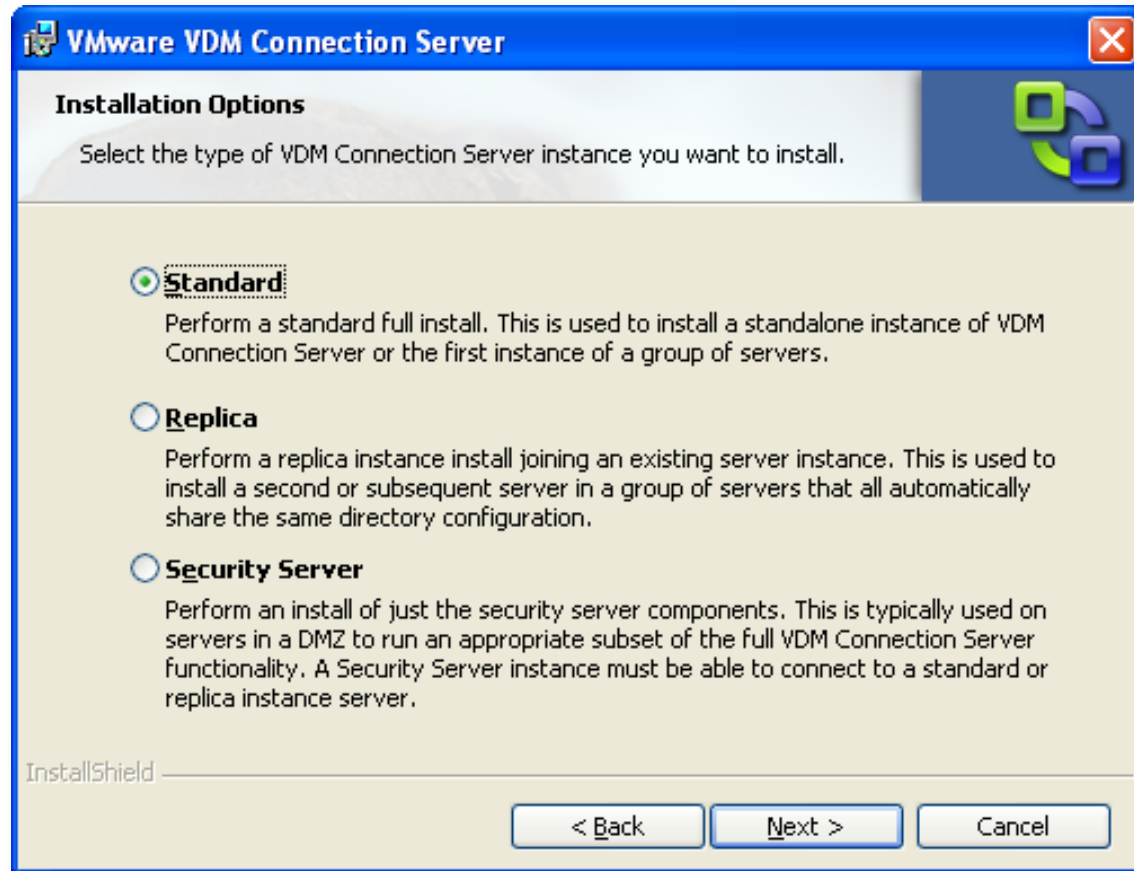 VMware VDM Connection Server
Installation Options
Select the type of VDM Connection Server instance you want to install.
Standard
Perform a standard full install. This is used to install a standalone instance of VDM
Connection Server or the first instance of a group of servers.
Replica
Perform a replica instance install joining an existing server instance. This is used to
install a second or subsequent server in a group of servers that all automatically
share the same directory configuration.
Security Server
Perform an install of just the security server components. This is typically used on
servers in a DMZ to run an appropriate subset of the full VDM Connection Server
functionality. A Security Server instance must be able to connect to a standard or
replica instance server.
InstallShield
< Back
Next >
Cancel